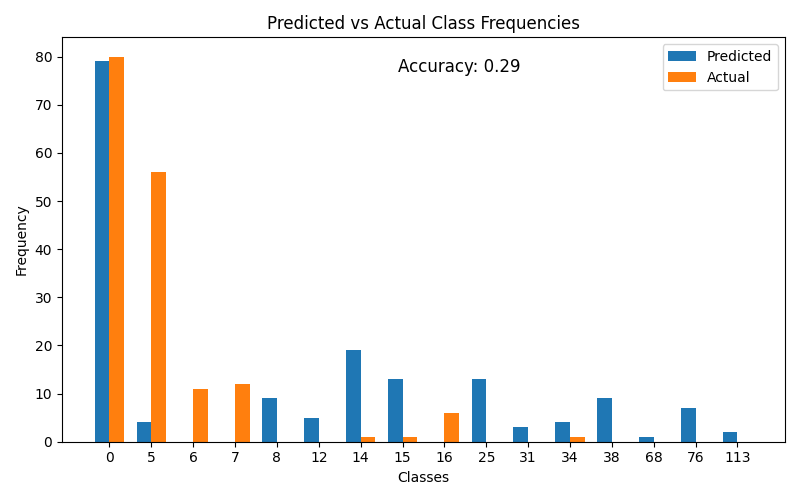 Predicted vs Actual Class Frequencies
Accuracy: 0.29
Predicted
Actual
Frequency
80
70
60
50
40
30
20
10
0
0 5 6 7 8 12 14 15 16 25 31 34 38 68 76 113
Classes